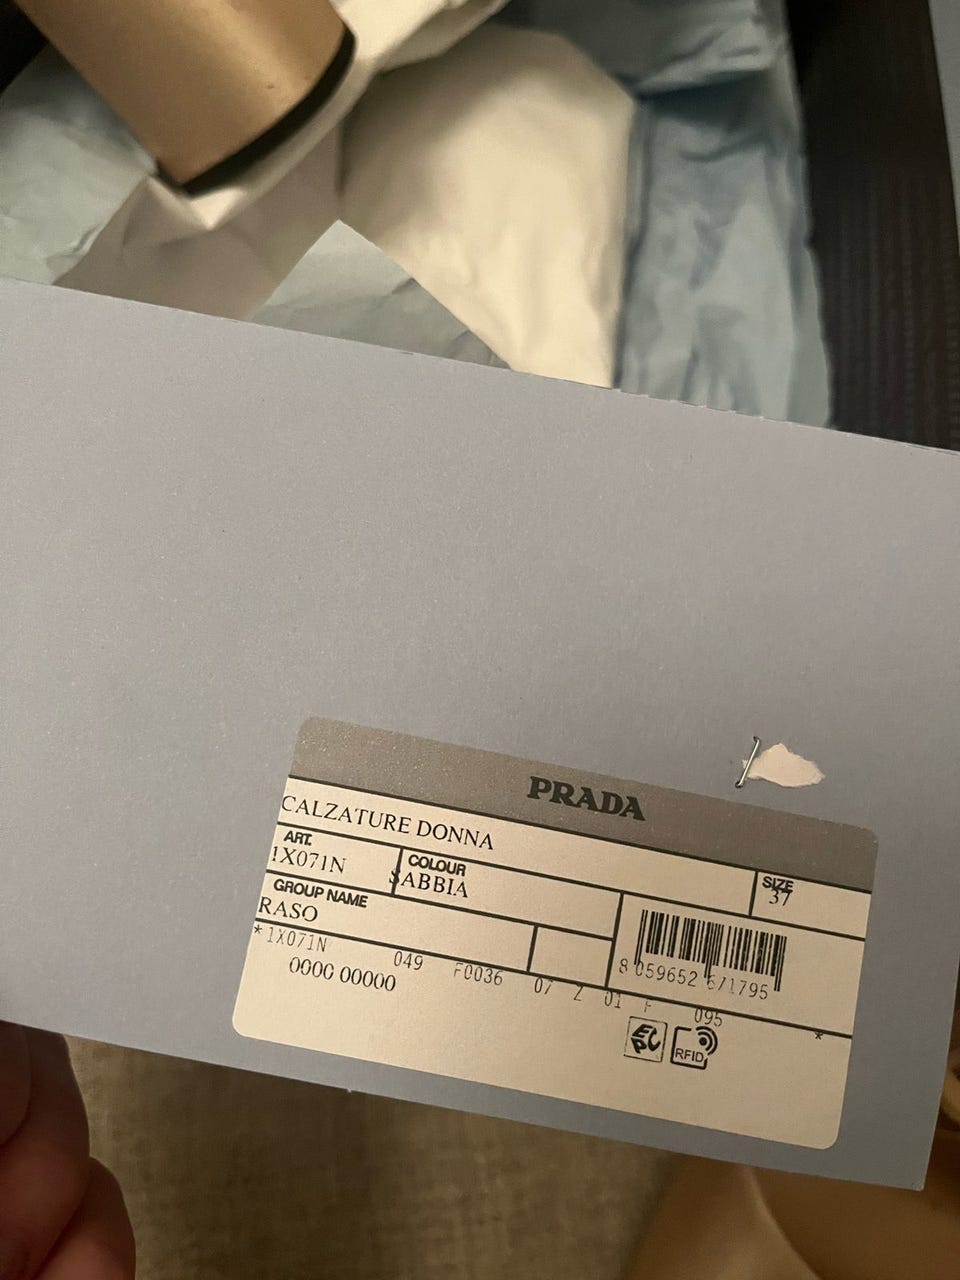 PRADA
CALZATURE DONNA
ART. COLOUR SIZE
1X071N SABBIA 37
GROUP NAME
RASO
*1X071N 049 F0036 07 Z 01 F 095 *
0000 00000
8 059652 671795
EPC RFID